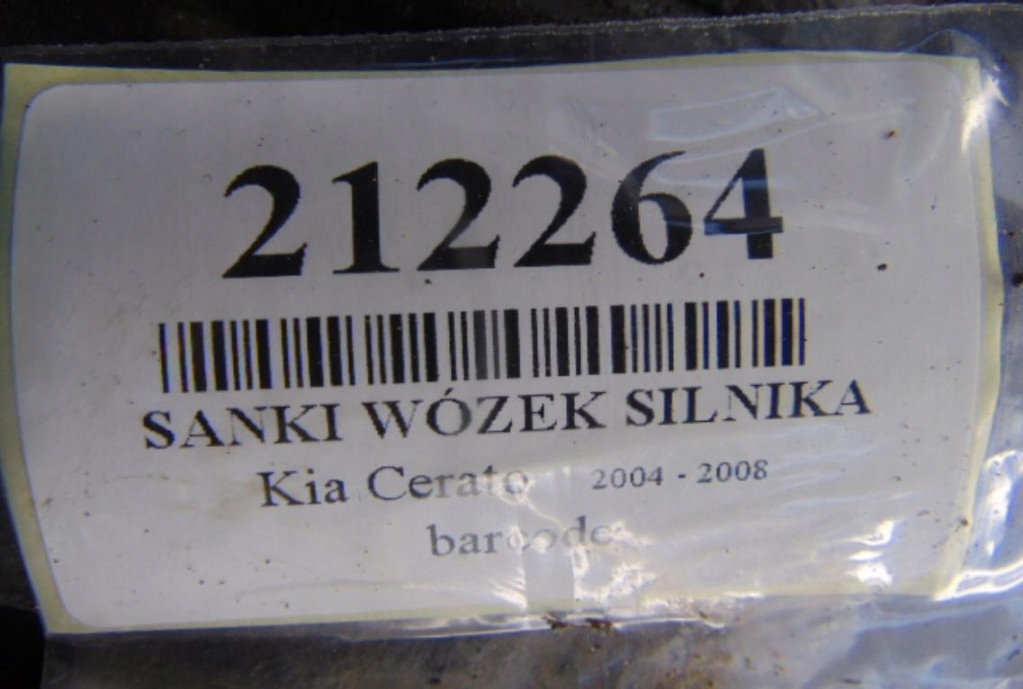 212264
SANKI WÓZEK SILNIKA
Kia Cerato 2004 - 2008
barcode: